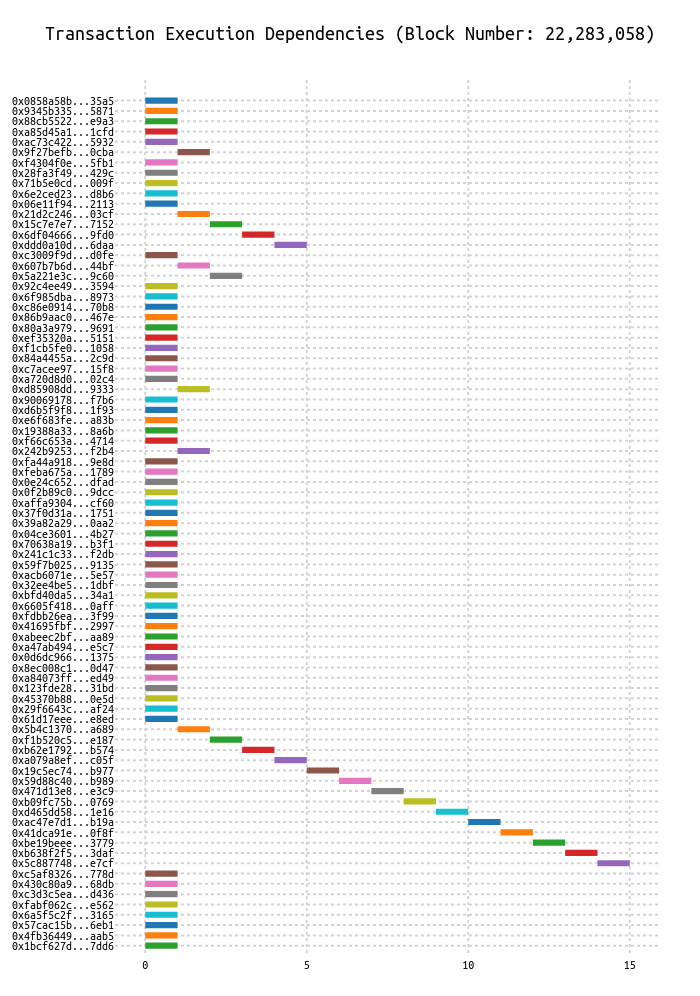 Transaction Execution Dependencies (Block Number: 22,283,058)
0x0858a58b...35a5
0x9345b335...5871
0x88cb5522...e9a3
0xa85d45a1...1cfd
0xac73c422...5932
0x9f27befb...0cba
0xf4304f0e...5fb1
0x28fa3f49...429c
0x71b5e0cd...009f
0x6e2ced23...d8b6
0x06e11f94...2113
0x21d2c246...03cf
0x15c7e7e7...7152
0x6df04666...9fd0
0xddd0a10d...6daa
0xc3009f9d...d0fe
0x607b7b6d...44bf
0x5a221e3c...9c60
0x92c4ee49...3594
0x6f985dba...8973
0xc86e0914...70b8
0x86b9aac0...467e
0x80a3a979...9691
0xef35320a...5151
0xf1cb5fe0...1058
0x84a4455a...2c9d
0xc7acee97...15f8
0xa720d8d0...02c4
0xd85908dd...9333
0x90069178...f7b6
0xd6b5f9f8...1f93
0xe6f683fe...a83b
0x19388a33...8a6b
0xf66c653a...4714
0x242b9253...f2b4
0xfa44a918...9e8d
0xfeba675a...1789
0x0e24c652...dfad
0x0f2b89c0...9dcc
0xaffa9304...cf60
0x37f0d31a...1751
0x39a82a29...0aa2
0x04ce3601...4b27
0x70638a19...b3f1
0x241c1c33...f2db
0x59f7b025...9135
0xacb6071e...5e57
0x32ee4be5...1dbf
0xbfd40da5...34a1
0x6605f418...0aff
0xfdbb26ea...3f99
0x41695fbf...2997
0xabeec2bf...aa89
0xa47ab494...e5c7
0x0d6dc966...1375
0x8ec008c1...0d47
0xa84073ff...ed49
0x123fde28...31bd
0x45370b88...0e5d
0x29f6643c...af24
0x61d17eee...e8ed
0x5b4c1370...a689
0xf1b520c5...e187
0xb62e1792...b574
0xa079a8ef...c05f
0x19c5ec74...b977
0x59d88c40...b989
0x471d13e8...e3c9
0xb09fc75b...0769
0xd465dd58...1e16
0xac47e7d1...b19a
0x41dca91e...0f8f
0xbe19beee...3779
0xb638f2f5...3daf
0x5c887748...e7cf
0xc5af8326...778d
0x430c80a9...68db
0xc3d3c5ea...d436
0xfabf062c...e562
0x6a5f5c2f...3165
0x57cac15b...6eb1
0x4fb36449...aab5
0x1bcf627d...7dd6
0 5 10 15